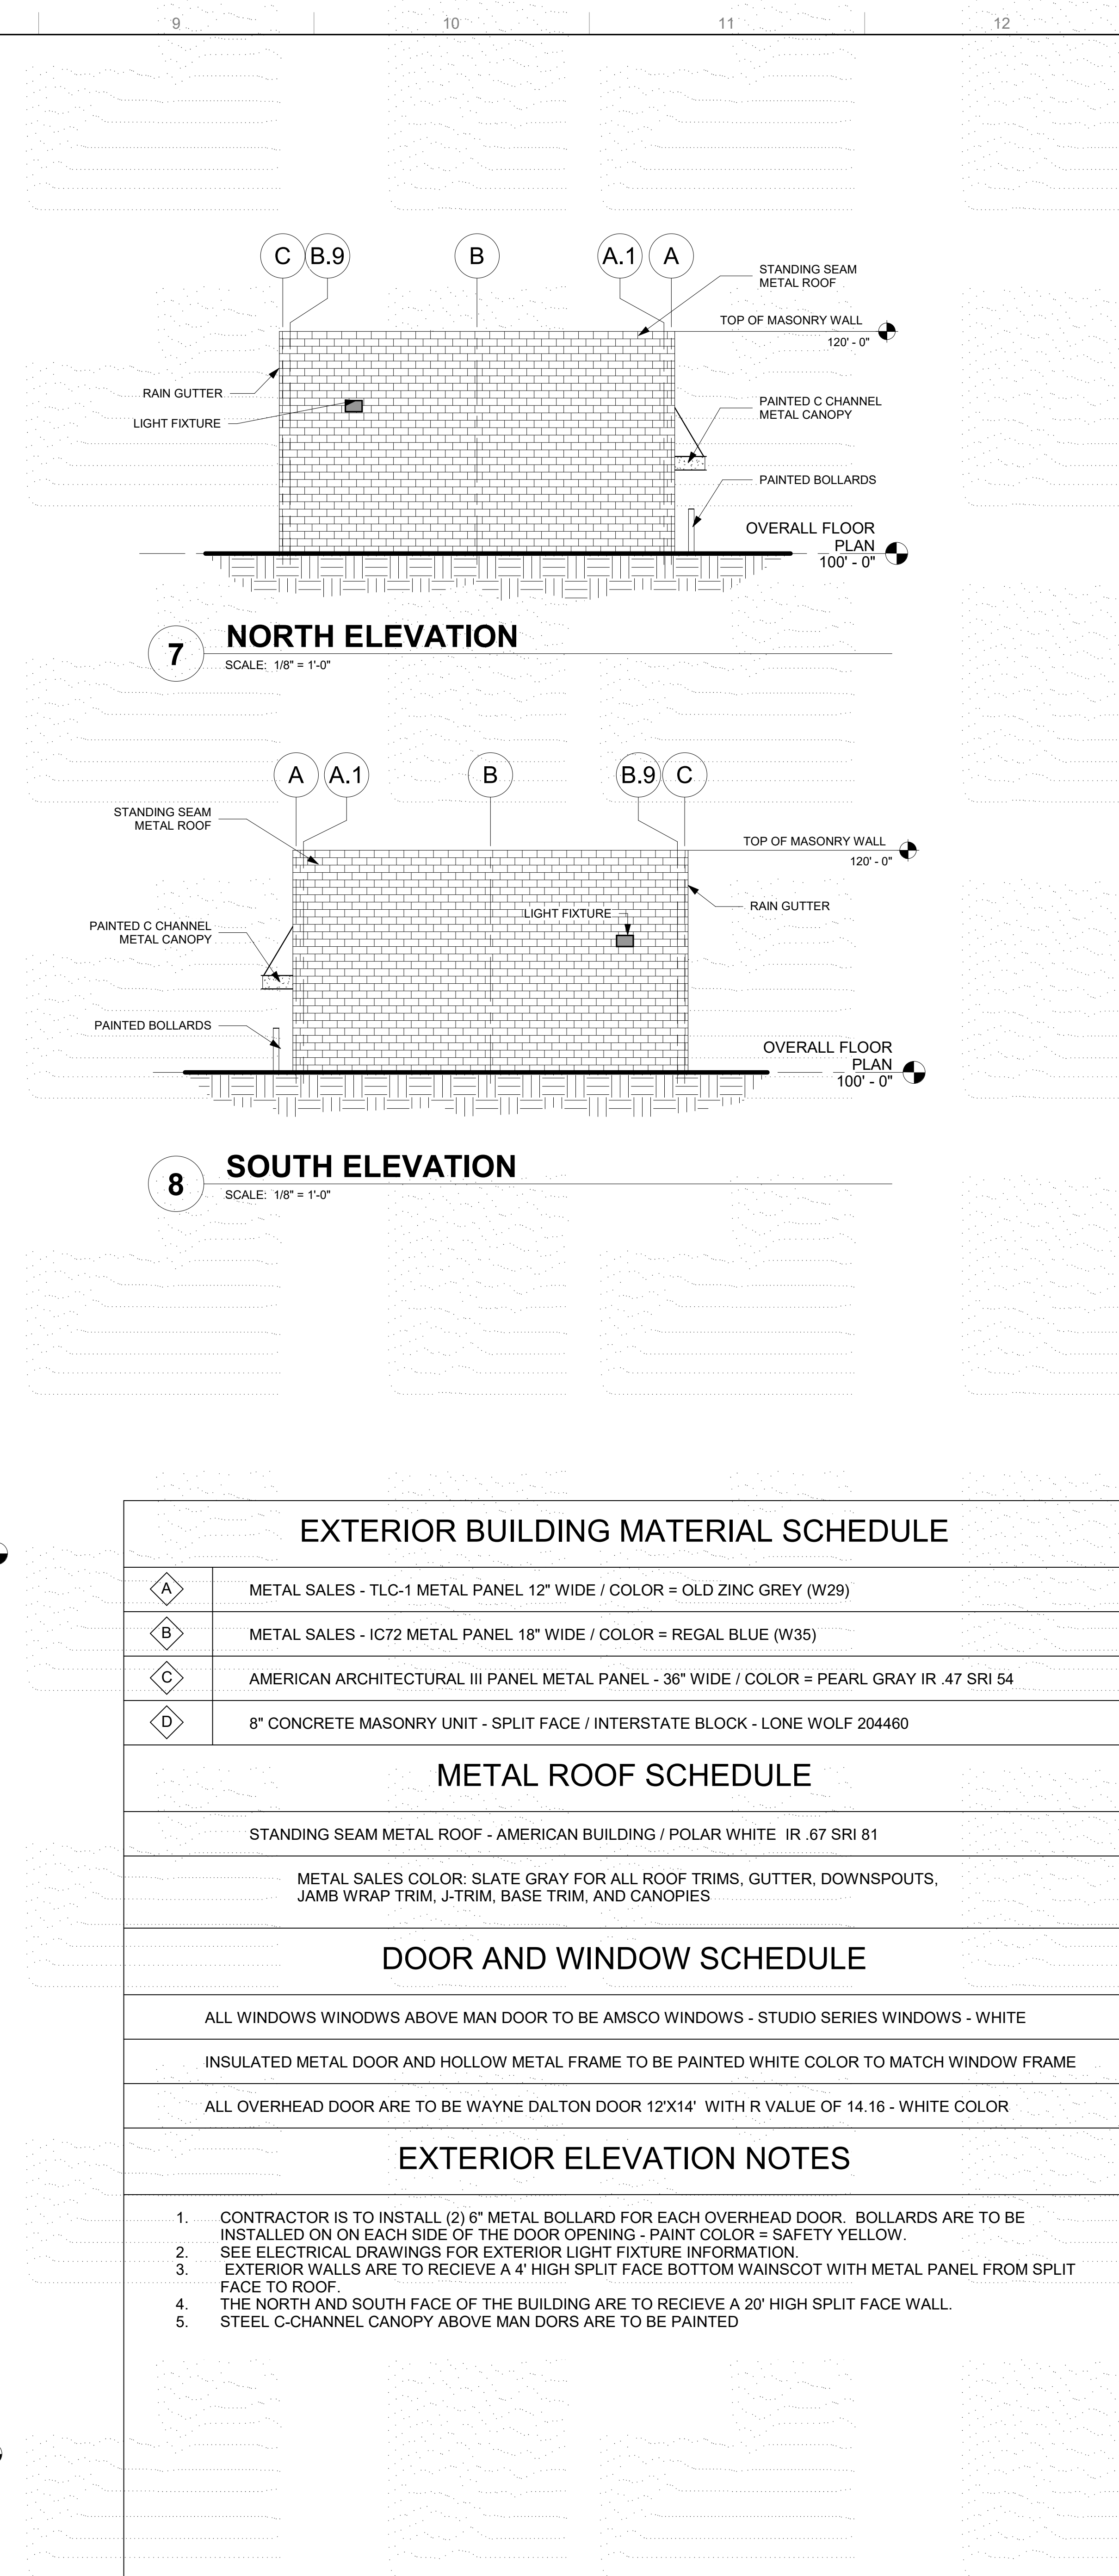 9 10 11 12
C B.9 B A.1 A
STANDING SEAM
METAL ROOF
TOP OF MASONRY WALL
120' - 0"
RAIN GUTTER
LIGHT FIXTURE
PAINTED C CHANNEL
METAL CANOPY
PAINTED BOLLARDS
OVERALL FLOOR
PLAN
100' - 0"
7 NORTH ELEVATION
SCALE: 1/8" = 1'-0"
A A.1 B B.9 C
STANDING SEAM
METAL ROOF
TOP OF MASONRY WALL
120' - 0"
RAIN GUTTER
LIGHT FIXTURE
PAINTED C CHANNEL
METAL CANOPY
PAINTED BOLLARDS
OVERALL FLOOR
PLAN
100' - 0"
8 SOUTH ELEVATION
SCALE: 1/8" = 1'-0"
EXTERIOR BUILDING MATERIAL SCHEDULE
A METAL SALES - TLC-1 METAL PANEL 12" WIDE / COLOR = OLD ZINC GREY (W29)
B METAL SALES - IC72 METAL PANEL 18" WIDE / COLOR = REGAL BLUE (W35)
C AMERICAN ARCHITECTURAL III PANEL METAL PANEL - 36" WIDE / COLOR = PEARL GRAY IR .47 SRI 54
D 8" CONCRETE MASONRY UNIT - SPLIT FACE / INTERSTATE BLOCK - LONE WOLF 204460
METAL ROOF SCHEDULE
STANDING SEAM METAL ROOF - AMERICAN BUILDING / POLAR WHITE IR .67 SRI 81
METAL SALES COLOR: SLATE GRAY FOR ALL ROOF TRIMS, GUTTER, DOWNSPOUTS,
JAMB WRAP TRIM, J-TRIM, BASE TRIM, AND CANOPIES
DOOR AND WINDOW SCHEDULE
ALL WINDOWS WINODWS ABOVE MAN DOOR TO BE AMSCO WINDOWS - STUDIO SERIES WINDOWS - WHITE
INSULATED METAL DOOR AND HOLLOW METAL FRAME TO BE PAINTED WHITE COLOR TO MATCH WINDOW FRAME
ALL OVERHEAD DOOR ARE TO BE WAYNE DALTON DOOR 12'X14' WITH R VALUE OF 14.16 - WHITE COLOR
EXTERIOR ELEVATION NOTES
1. CONTRACTOR IS TO INSTALL (2) 6" METAL BOLLARD FOR EACH OVERHEAD DOOR. BOLLARDS ARE TO BE
INSTALLED ON ON EACH SIDE OF THE DOOR OPENING - PAINT COLOR = SAFETY YELLOW.
2. SEE ELECTRICAL DRAWINGS FOR EXTERIOR LIGHT FIXTURE INFORMATION.
3. EXTERIOR WALLS ARE TO RECIEVE A 4' HIGH SPLIT FACE BOTTOM WAINSCOT WITH METAL PANEL FROM SPLIT
FACE TO ROOF.
4. THE NORTH AND SOUTH FACE OF THE BUILDING ARE TO RECIEVE A 20' HIGH SPLIT FACE WALL.
5. STEEL C-CHANNEL CANOPY ABOVE MAN DORS ARE TO BE PAINTED